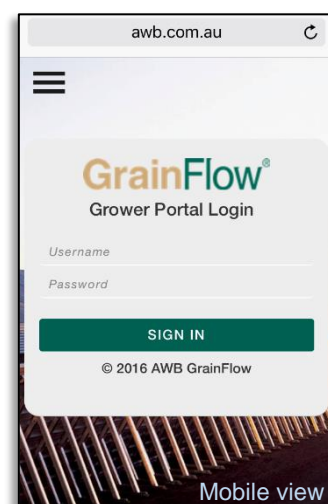 awb.com.au
GrainFlow®
Grower Portal Login
Username
Password
SIGN IN
© 2016 AWB GrainFlow
Mobile view